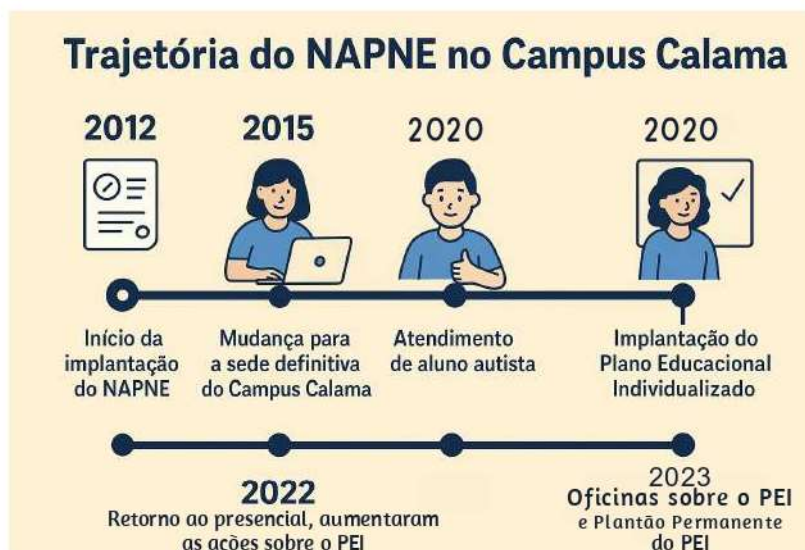 Trajetória do NAPNE no Campus Calama
2012
2015
2020
2020
Início da
implantação
do NAPNE
Mudança para
a sede definitiva
do Campus Calama
Atendimento
de aluno autista
Implantação do
Plano Educacional
Individualizado
2022
Retorno ao presencial, aumentaram
as ações sobre o PEI
2023
Oficinas sobre o PEI
e Plantão Permanente
do PEI